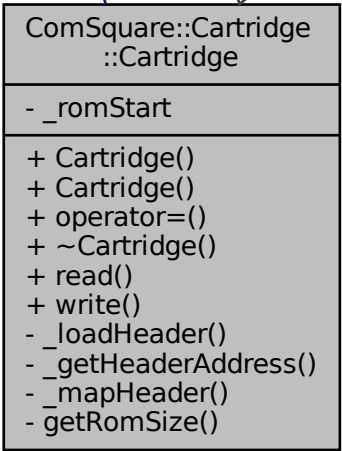 ComSquare::Cartridge
::Cartridge
- _romStart
+ Cartridge()
+ Cartridge()
+ operator=()
+ ~Cartridge()
+ read()
+ write()
- _loadHeader()
- _getHeaderAddress()
- _mapHeader()
- getRomSize()